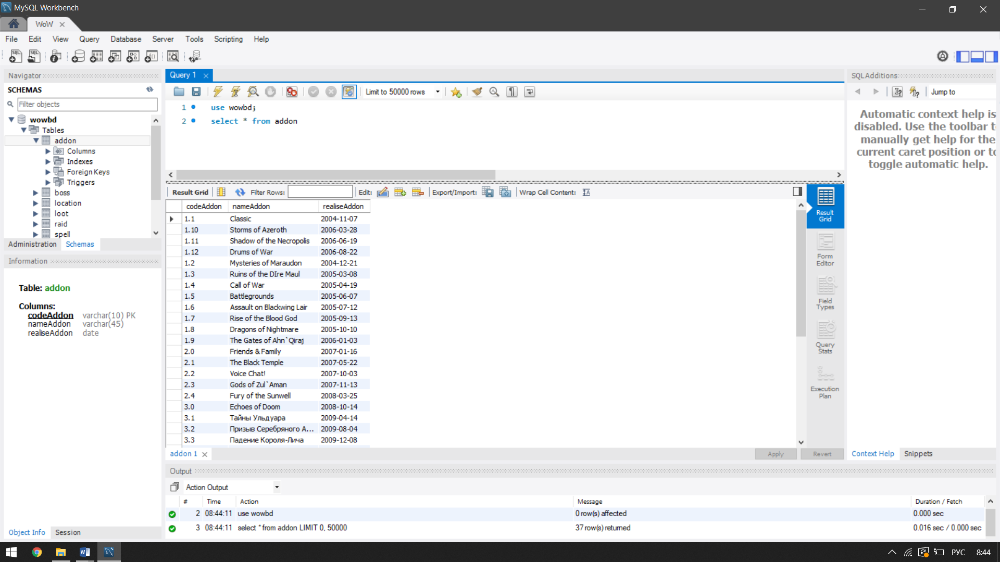 MySQL Workbench
WoW
File Edit View Query Database Server Tools Scripting Help
Navigator
SCHEMAS
Filter objects
wowbd
Tables
addon
Columns
Indexes
Foreign Keys
Triggers
boss
location
loot
raid
spell
Administration Schemas
Information
Table: addon
Columns:
codeAddon varchar(10) PK
nameAddon varchar(45)
realiseAddon date
Object Info Session
Query 1
Limit to 50000 rows
1 use wowbd;
2 select * from addon
Result Grid Filter Rows: Edit: Export/Import: Wrap Cell Content:
codeAddon nameAddon realiseAddon
1.1 Classic 2004-11-07
1.10 Storms of Azeroth 2006-03-28
1.11 Shadow of the Necropolis 2006-06-19
1.12 Drums of War 2006-08-22
1.2 Mysteries of Maraudon 2004-12-21
1.3 Ruins of the DIre Maul 2005-03-08
1.4 Call of War 2005-04-19
1.5 Battlegrounds 2005-06-07
1.6 Assault on Blackwing Lair 2005-07-12
1.7 Rise of the Blood God 2005-09-13
1.8 Dragons of Nightmare 2005-10-10
1.9 The Gates of Ahn`Qiraj 2006-01-03
2.0 Friends & Family 2007-01-16
2.1 The Black Temple 2007-05-22
2.2 Voice Chat! 2007-10-03
2.3 Gods of Zul`Aman 2007-11-13
2.4 Fury of the Sunwell 2008-03-25
3.0 Echoes of Doom 2008-10-14
3.1 Тайны Ульдуара 2009-04-14
3.2 Призыв Серебряного А... 2009-08-04
3.3 Падение Короля-Лича 2009-12-08
Result
Grid
Form
Editor
Field
Types
Query
Stats
Execution
Plan
addon 1
Apply Revert
SQLAdditions
Jump to
Automatic context help is
disabled. Use the toolbar t
manually get help for the
current caret position or to
toggle automatic help.
Context Help Snippets
Output
Action Output
# Time Action Message Duration / Fetch
2 08:44:11 use wowbd 0 row(s) affected 0.000 sec
3 08:44:11 select * from addon LIMIT 0, 50000 37 row(s) returned 0.016 sec / 0.000 sec
РУС 8:44